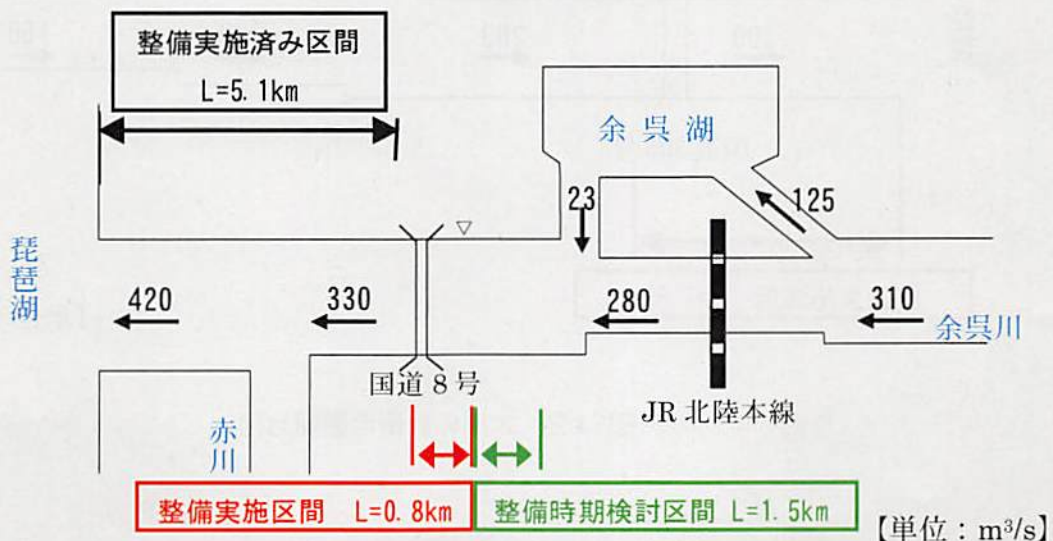 整備実施済み区間
L=5.1km
余呉湖
23
125
琵琶湖
420
330
280
310
余呉川
国道8号
JR北陸本線
赤川
整備実施区間 L=0.8km
整備時期検討区間 L=1.5km
【単位:m³/s】